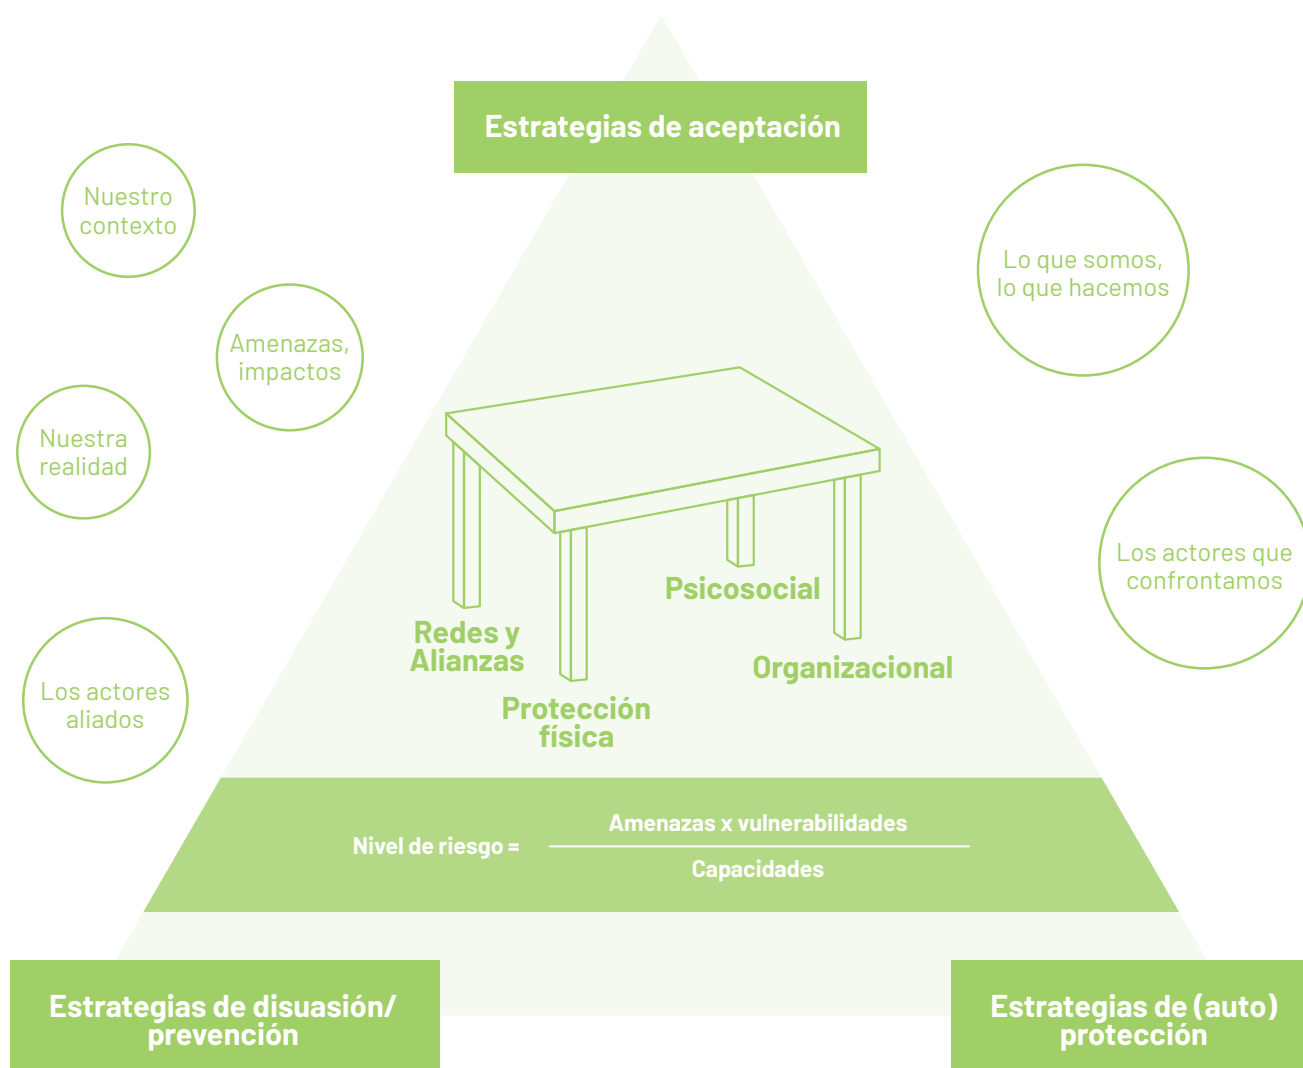 Estrategias de aceptación
Nuestro
contexto
Lo que somos,
lo que hacemos
Amenazas,
impactos
Nuestra
realidad
Los actores que
confrontamos
Psicosocial
Redes y
Alianzas
Organizacional
Los actores
aliados
Protección
física
Nivel de riesgo =
Amenazas x vulnerabilidades
Capacidades
Estrategias de disuasión/
prevención
Estrategias de (auto)
protección